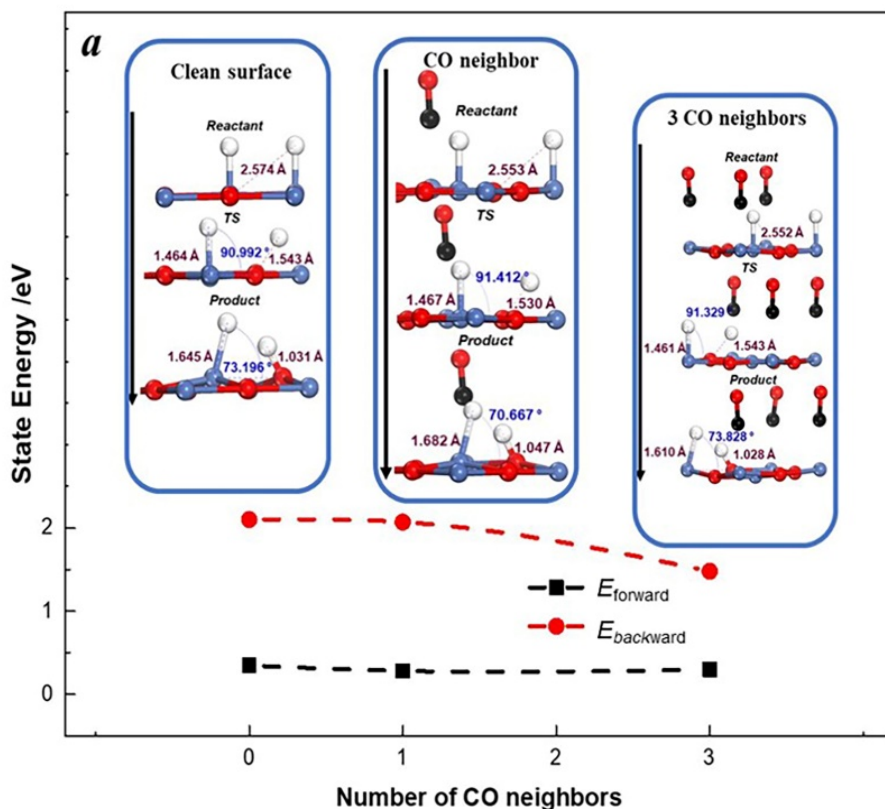 a
Clean surface
Reactant
2.574 Å
TS
1.464 Å
90.992 °
1.543 Å
Product
1.645 Å
73.196 °
1.031 Å
CO neighbor
Reactant
2.553 Å
TS
91.412 °
1.467 Å
1.530 Å
Product
70.667 °
1.682 Å
1.047 Å
3 CO neighbors
Reactant
2.552 Å
TS
91.329 °
1.461 Å
1.543 Å
Product
73.828 °
1.610 Å
1.028 Å
State Energy /eV
2
1
0
E forward
E backward
0 1 2 3
Number of CO neighbors